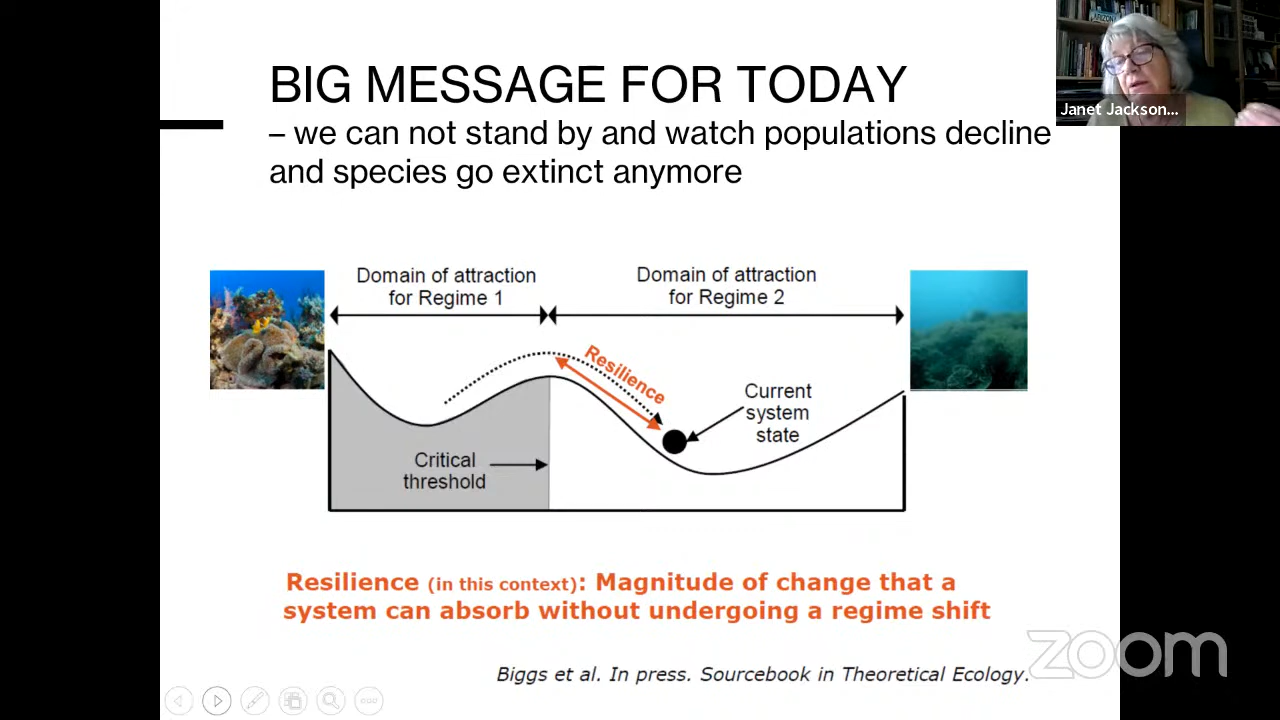 BIG MESSAGE FOR TODAY
– we can not stand by and watch populations decline
and species go extinct anymore
ARIZONA
Janet Jackson...
Domain of attraction
for Regime 1
Domain of attraction
for Regime 2
Resilience
Current
system
state
Critical
threshold
Resilience (in this context): Magnitude of change that a
system can absorb without undergoing a regime shift
Biggs et al. In press. Sourcebook in Theoretical Ecology.
zoom